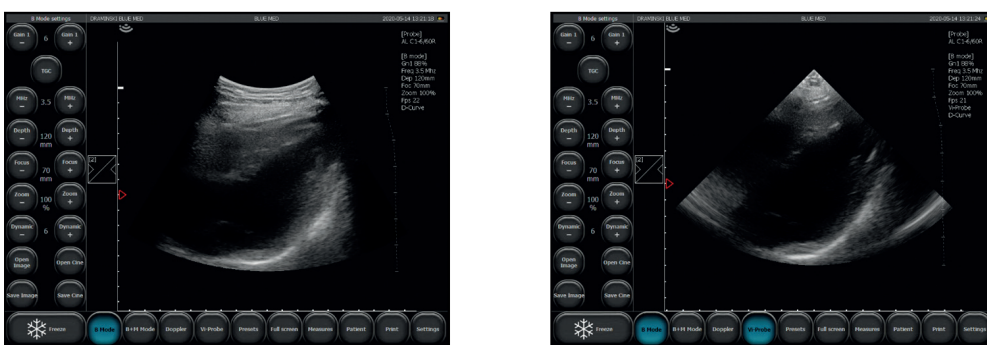 B Mode settings DRAMINSKI BLUE MED BLUE MED 2020-05-14 13:21:18
Gain 1 − 6 Gain 1 +
TGC
MHz − 3.5 MHz +
Depth − 120 mm Depth +
Focus − 70 mm Focus +
Zoom − 100 % Zoom +
Dynamic − 6 Dynamic +
Open Image Open Cine
Save Image Save Cine
[2]
[Probe]
AL C1-6/60R
[B mode]
Gn1 88%
Freq 3.5 Mhz
Dep 120mm
Foc 70mm
Zoom 100%
Fps 22
D-Curve
Freeze B Mode B+M Mode Doppler Vi-Probe Presets Full screen Measures Patient Print Settings
B Mode settings DRAMINSKI BLUE MED BLUE MED 2020-05-14 13:21:24
Gain 1 − 6 Gain 1 +
TGC
MHz − 3.5 MHz +
Depth − 120 mm Depth +
Focus − 70 mm Focus +
Zoom − 100 % Zoom +
Dynamic − 6 Dynamic +
Open Image Open Cine
Save Image Save Cine
[2]
[Probe]
AL C1-6/60R
[B mode]
Gn1 88%
Freq 3.5 Mhz
Dep 120mm
Foc 70mm
Zoom 100%
Fps 21
Vi-Probe
D-Curve
Freeze B Mode B+M Mode Doppler Vi-Probe Presets Full screen Measures Patient Print Settings